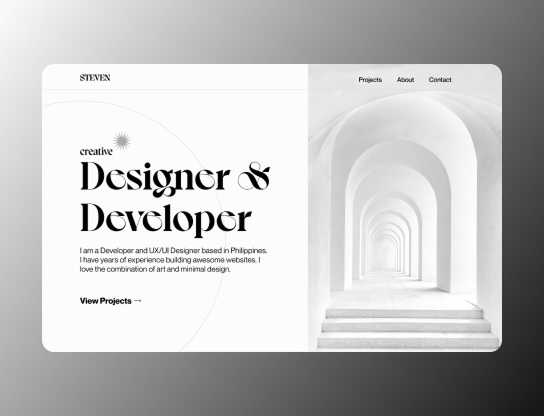 STEVEN
Projects
About
Contact
creative
Designer &
Developer
I am a Developer and UX/UI Designer based in Philippines.
I have years of experience building awesome websites. I
love the combination of art and minimal design.
View Projects →